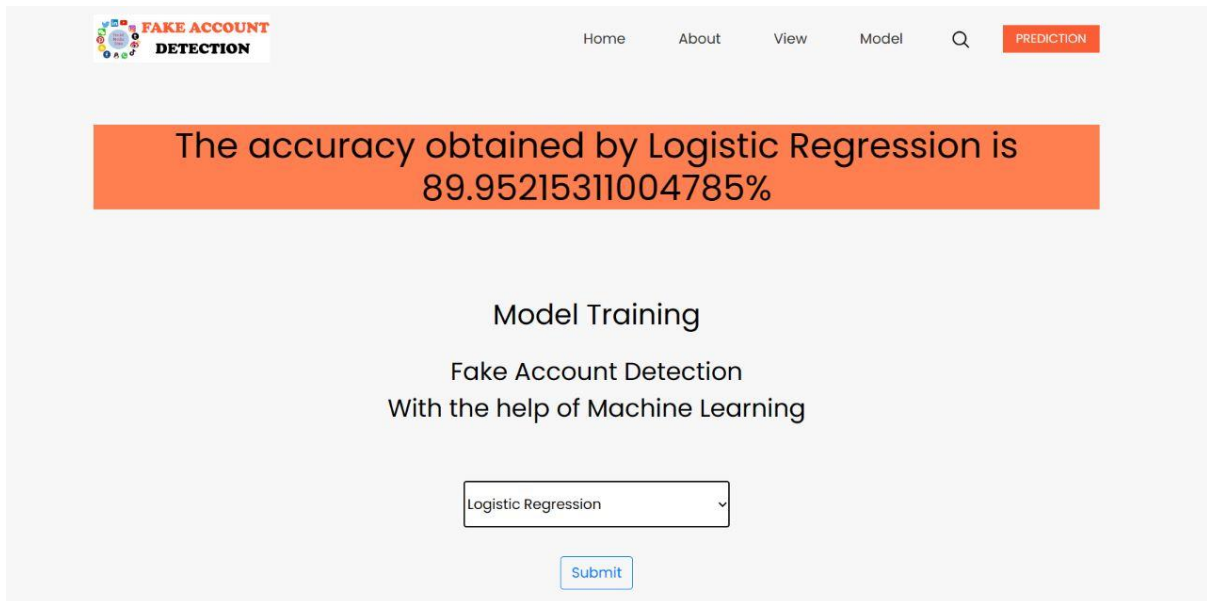 FAKE ACCOUNT
DETECTION
Home About View Model PREDICTION
The accuracy obtained by Logistic Regression is
89.95215311004785%
Model Training
Fake Account Detection
With the help of Machine Learning
Logistic Regression
Submit